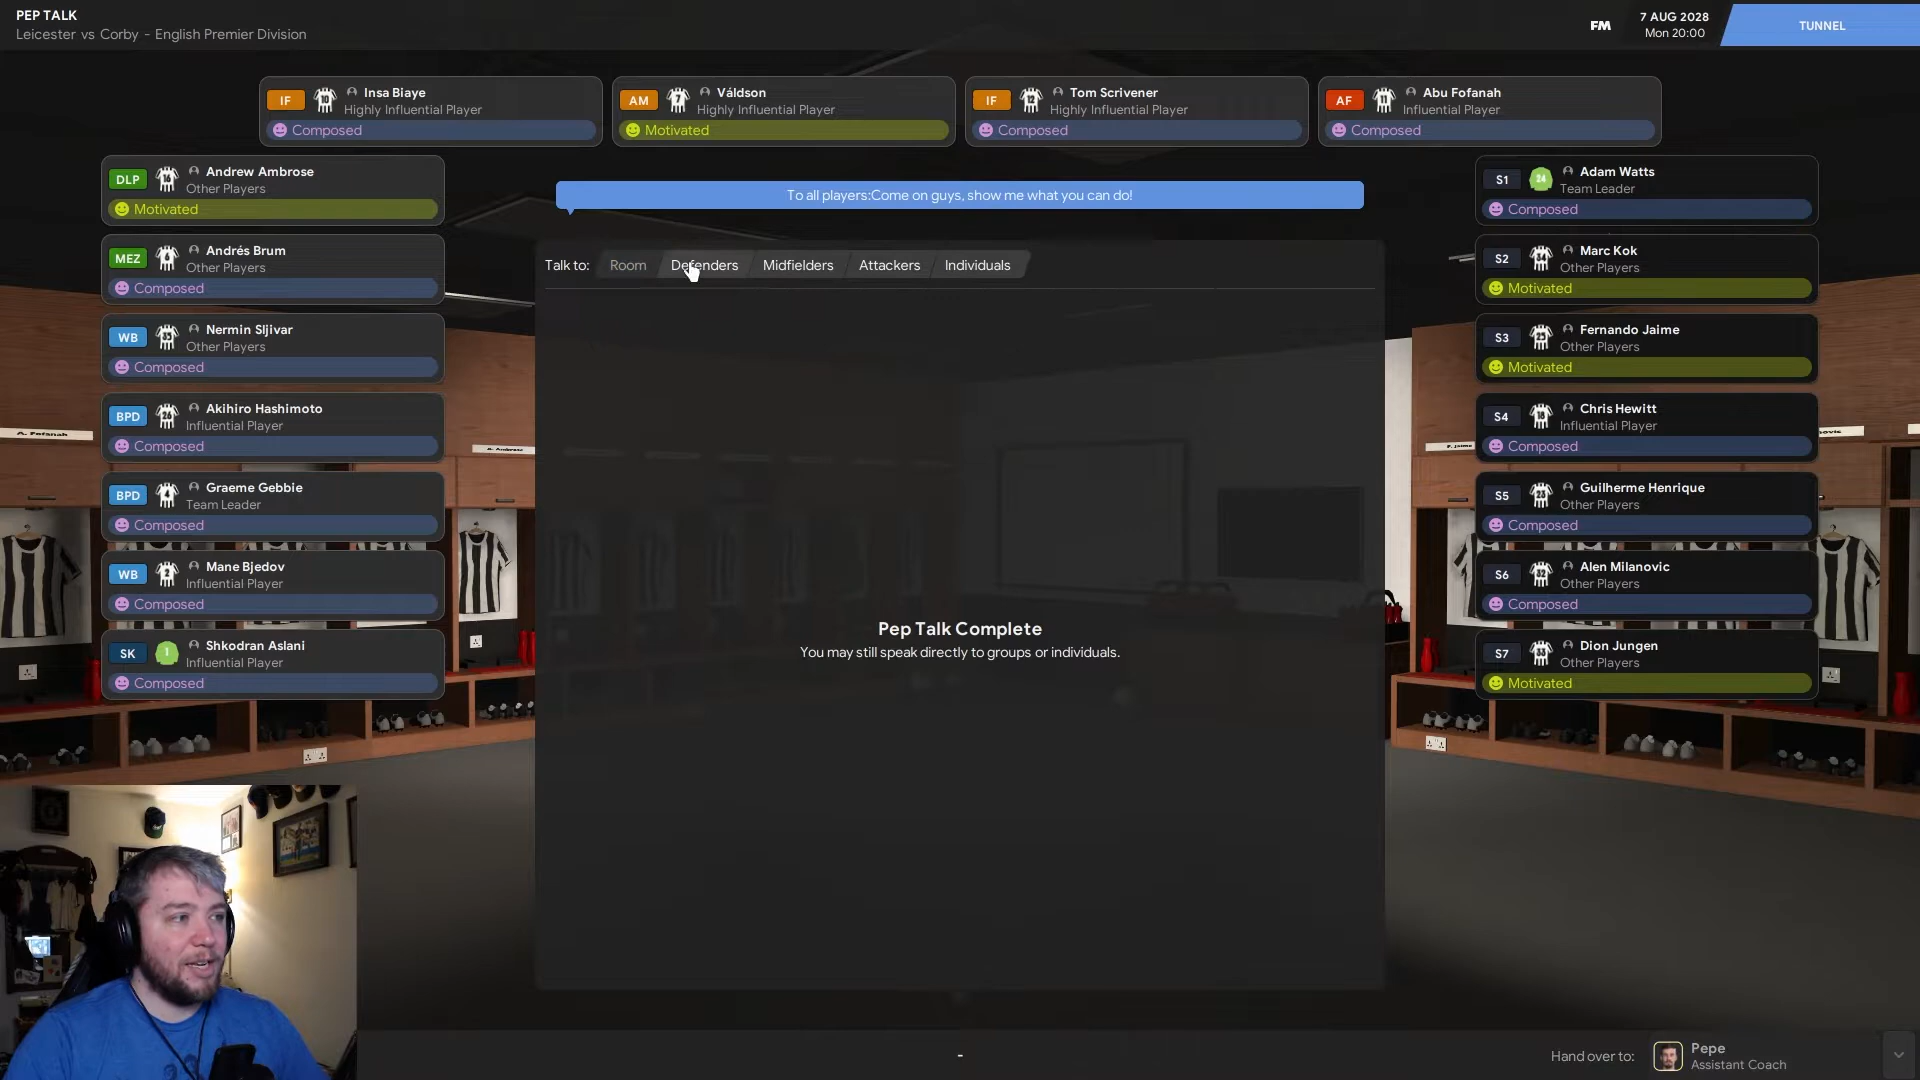 PEP TALK
Leicester vs Corby - English Premier Division
FM
7 AUG 2028
Mon 20:00
TUNNEL
IF
Insa Biaye
Highly Influential Player
Composed
AM
7
Váldson
Highly Influential Player
Motivated
IF
Tom Scrivener
Highly Influential Player
Composed
AF
Abu Fofanah
Influential Player
Composed
DLP
Andrew Ambrose
Other Players
Motivated
MEZ
Andrés Brum
Other Players
Composed
WB
Nermin Sljivar
Other Players
Composed
BPD
Akihiro Hashimoto
Influential Player
Composed
BPD
Graeme Gebbie
Team Leader
Composed
WB
Mane Bjedov
Influential Player
Composed
SK
1
Shkodran Aslani
Influential Player
Composed
To all players:Come on guys, show me what you can do!
Talk to:
Room
Defenders
Midfielders
Attackers
Individuals
Pep Talk Complete
You may still speak directly to groups or individuals.
S1
24
Adam Watts
Team Leader
Composed
S2
Marc Kok
Other Players
Motivated
S3
Fernando Jaime
Other Players
Motivated
S4
Chris Hewitt
Influential Player
Composed
S5
Guilherme Henrique
Other Players
Composed
S6
Alen Milanovic
Other Players
Composed
S7
Dion Jungen
Other Players
Motivated
A. Fofanah
-
Hand over to:
Pepe
Assistant Coach